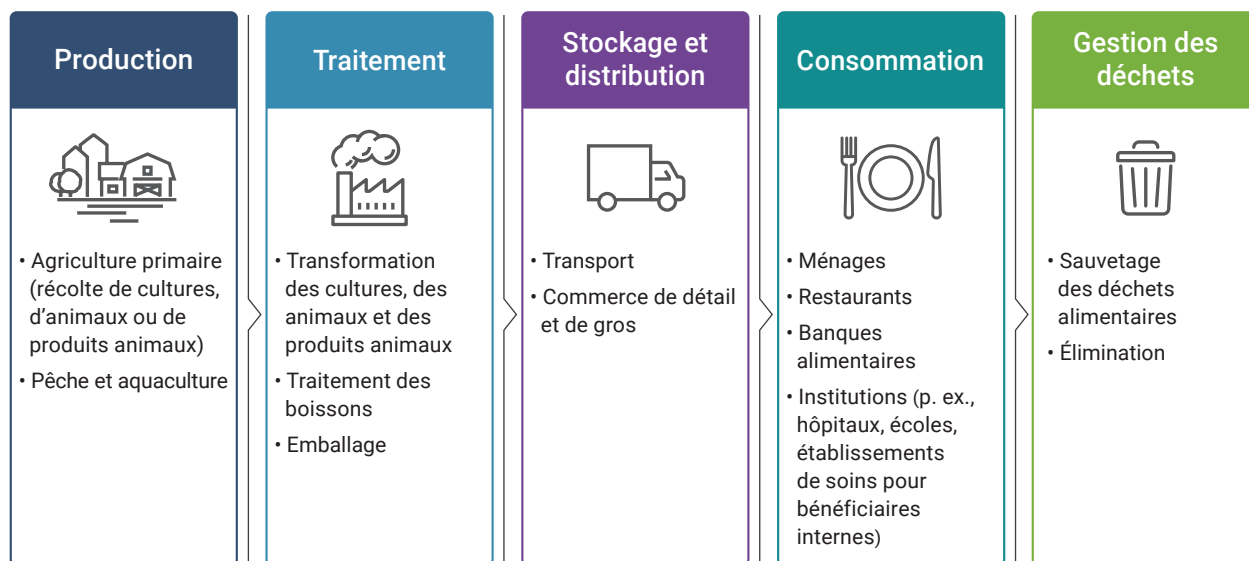 Production
• Agriculture primaire
(récolte de cultures,
d’animaux ou de
produits animaux)
• Pêche et aquaculture
Traitement
• Transformation
des cultures, des
animaux et des
produits animaux
• Traitement des
boissons
• Emballage
Stockage et
distribution
• Transport
• Commerce de détail
et de gros
Consommation
• Ménages
• Restaurants
• Banques
alimentaires
• Institutions (p. ex.,
hôpitaux, écoles,
établissements
de soins pour
bénéficiaires
internes)
Gestion des
déchets
• Sauvetage
des déchets
alimentaires
• Élimination